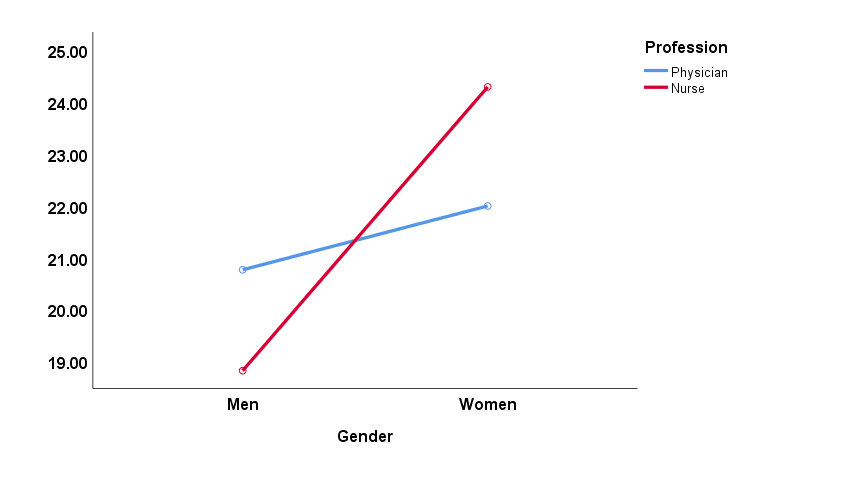 25.00
24.00
23.00
22.00
21.00
20.00
19.00
Men
Women
Gender
Profession
Physician
Nurse